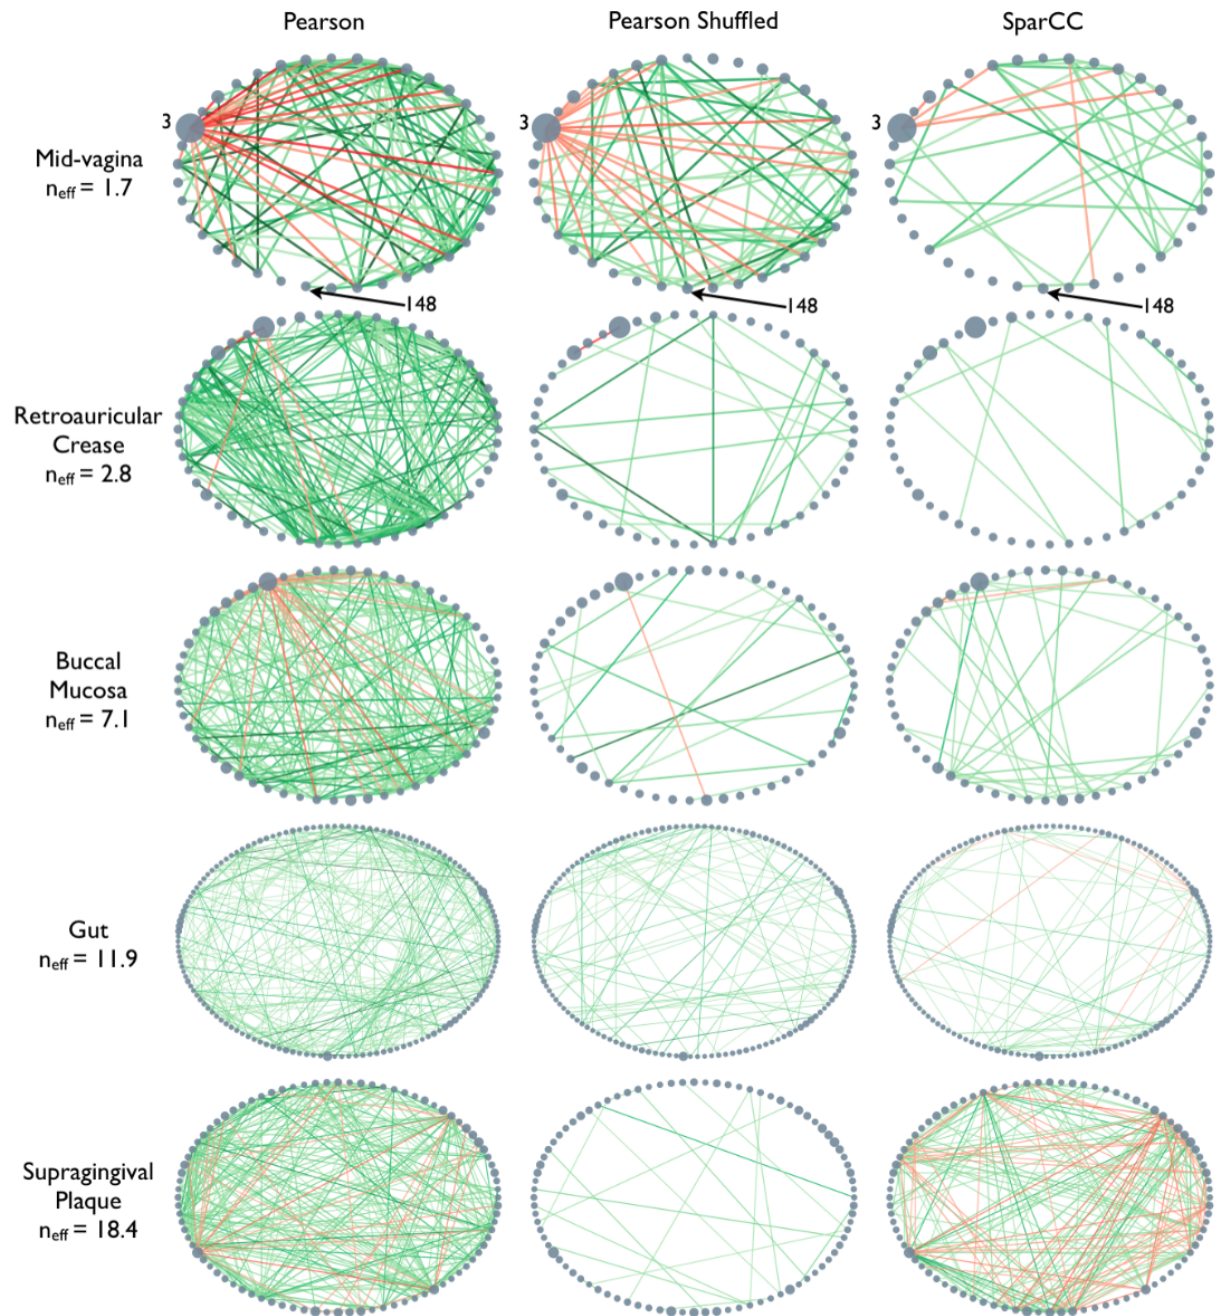 Pearson
Pearson Shuffled
SparCC
3
3
3
Mid-vagina
neff = 1.7
148
148
148
Retroauricular
Crease
neff = 2.8
Buccal
Mucosa
neff = 7.1
Gut
neff = 11.9
Supragingival
Plaque
neff = 18.4